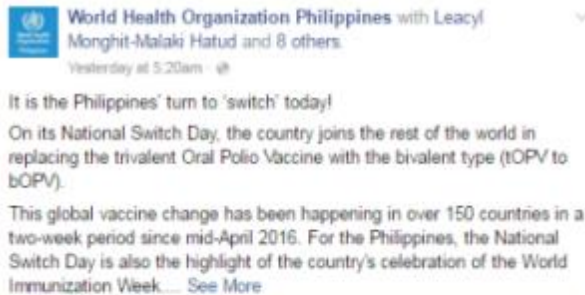 World Health Organization Philippines with Leacyl
Monghit-Malaki Hatud and 8 others.
Yesterday at 5:20am ·
It is the Philippines' turn to 'switch' today!
On its National Switch Day, the country joins the rest of the world in
replacing the trivalent Oral Polio Vaccine with the bivalent type (tOPV to
bOPV).
This global vaccine change has been happening in over 150 countries in a
two-week period since mid-April 2016. For the Philippines, the National
Switch Day is also the highlight of the country's celebration of the World
Immunization Week.... See More